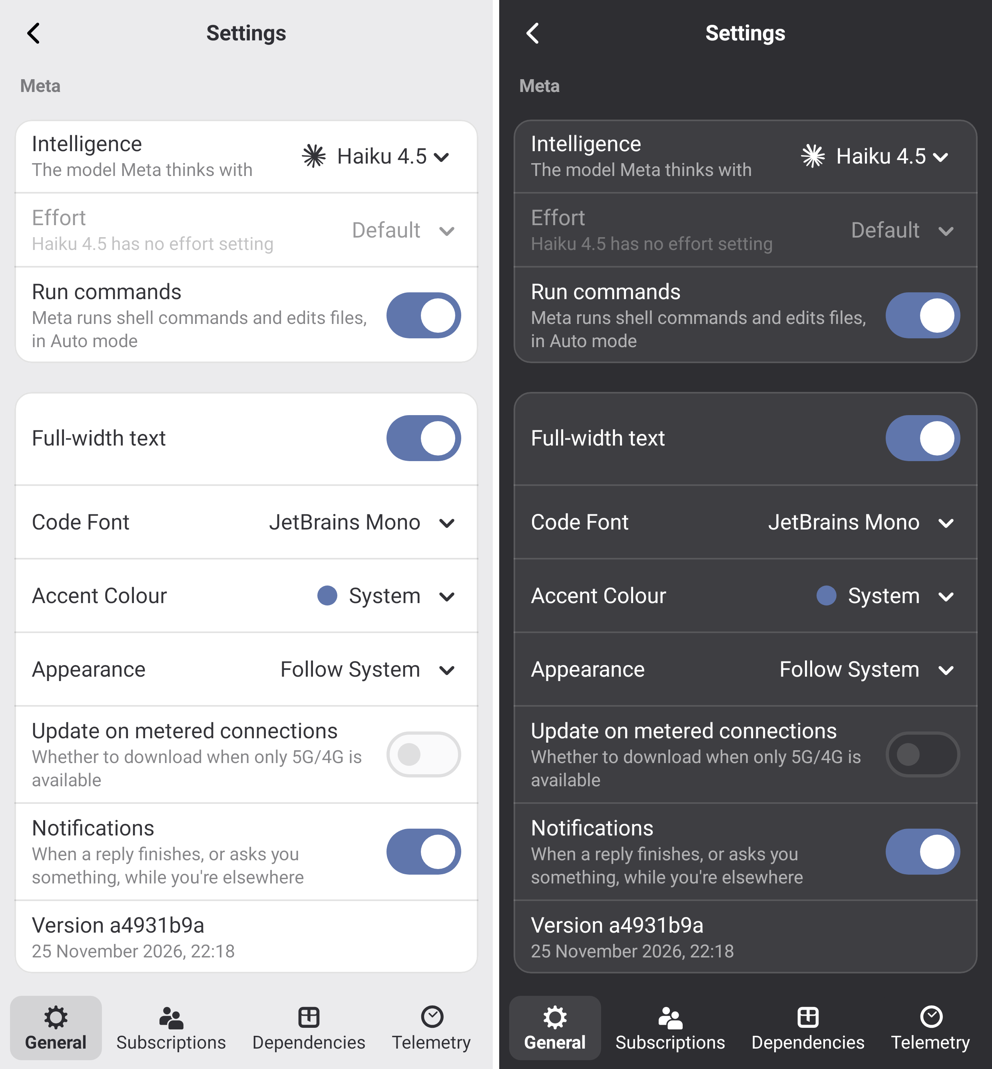 Settings
Meta
Intelligence
The model Meta thinks with
Haiku 4.5
Effort
Haiku 4.5 has no effort setting
Default
Run commands
Meta runs shell commands and edits files,
in Auto mode
Full-width text
Code Font
JetBrains Mono
Accent Colour
System
Appearance
Follow System
Update on metered connections
Whether to download when only 5G/4G is
available
Notifications
When a reply finishes, or asks you
something, while you're elsewhere
Version a4931b9a
25 November 2026, 22:18
General
Subscriptions
Dependencies
Telemetry
Settings
Meta
Intelligence
The model Meta thinks with
Haiku 4.5
Effort
Haiku 4.5 has no effort setting
Default
Run commands
Meta runs shell commands and edits files,
in Auto mode
Full-width text
Code Font
JetBrains Mono
Accent Colour
System
Appearance
Follow System
Update on metered connections
Whether to download when only 5G/4G is
available
Notifications
When a reply finishes, or asks you
something, while you're elsewhere
Version a4931b9a
25 November 2026, 22:18
General
Subscriptions
Dependencies
Telemetry